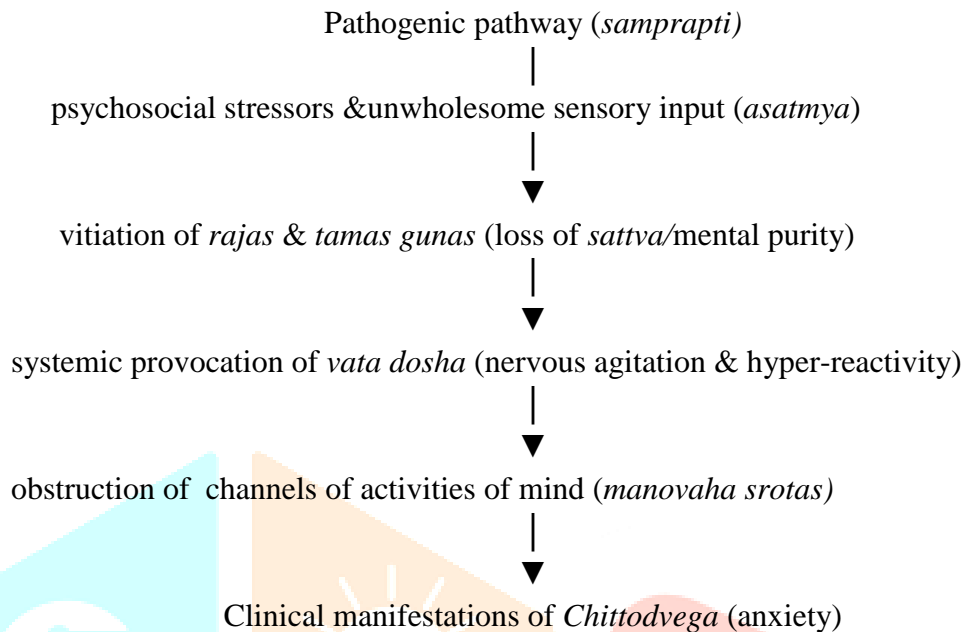 Pathogenic pathway (samprapti)
psychosocial stressors &unwholesome sensory input (asatmya)
vitiation of rajas & tamas gunas (loss of sattva/mental purity)
systemic provocation of vata dosha (nervous agitation & hyper-reactivity)
obstruction of channels of activities of mind (manovaha srotas)
Clinical manifestations of Chittodvega (anxiety)